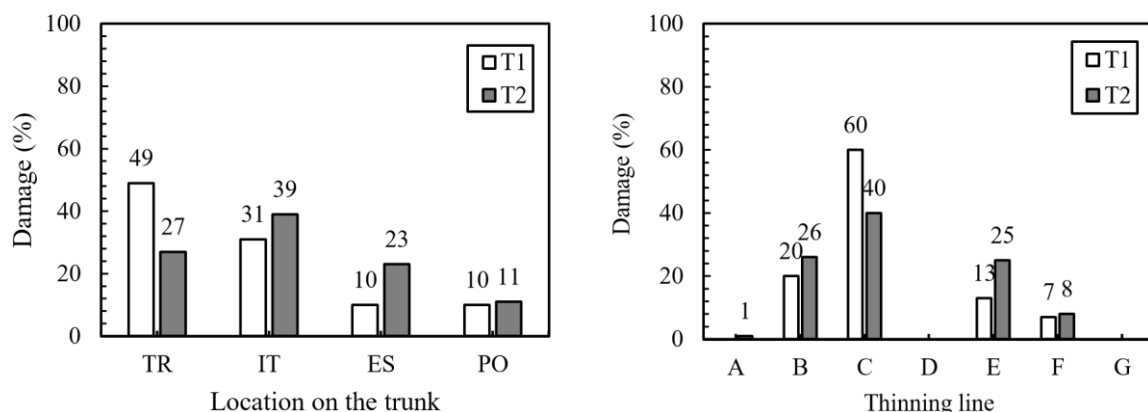 100
80
60
40
20
0
Damage (%)
T1
T2
49
27
31
39
10
23
10
11
TR IT ES PO
Location on the trunk
100
80
60
40
20
0
Damage (%)
T1
T2
1
20
26
60
40
13
25
7
8
A B C D E F G
Thinning line